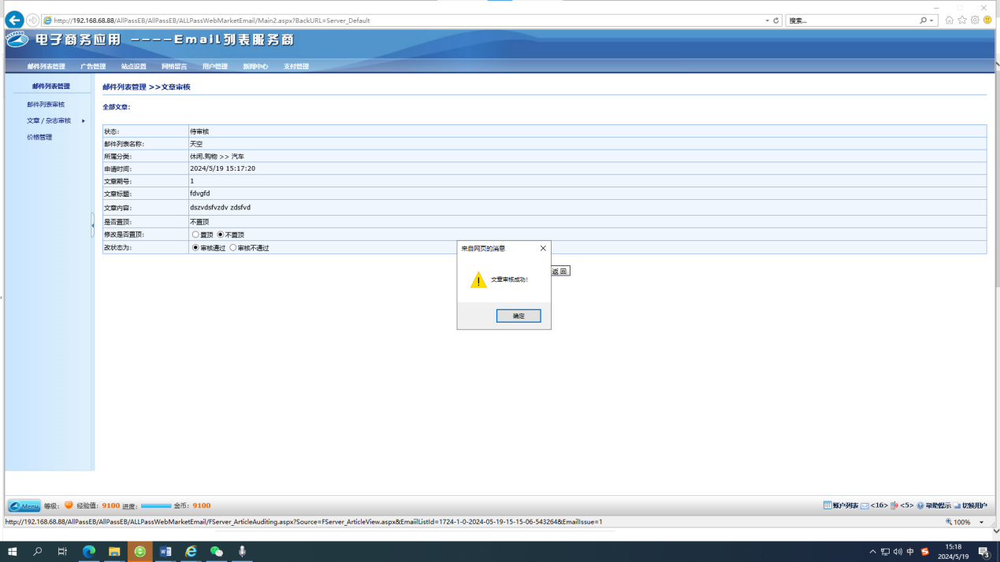 http://192.168.68.88/AllPassEB/AllPassEB/ALLPassWebMarketEmail/Main2.aspx?BackURL=Server_Default
搜索...
电子商务应用 ----Email列表服务商
邮件列表管理 广告管理 站点设置 网络留言 用户管理 新闻中心 支付管理
邮件列表管理
邮件列表审核
文章 / 杂志审核
价格管理
邮件列表管理 >>文章审核
全部文章:
状态: 待审核
邮件列表名称: 天空
所属分类: 休闲.购物 >> 汽车
申请时间: 2024/5/19 15:17:20
文章期号: 1
文章标题: fdvgfd
文章内容: dszvdsfvzdv zdsfvd
是否置顶: 不置顶
修改是否置顶: 置顶 不置顶
改状态为: 审核通过 审核不通过
来自网页的消息
文章审核成功!
确定
返 回
Menu 等级: 经验值: 9100 进度: 金币: 9100
账户列表 <16> <5> 帮助提示 切换用户
http://192.168.68.88/AllPassEB/AllPassEB/ALLPassWebMarketEmail/FServer_ArticleAuditing.aspx?Source=FServer_ArticleView.aspx&EmaiilListId=1724-1-0-2024-05-19-15-15-06-543264&EmailIssue=1
100%
中
15:18
2024/5/19
3